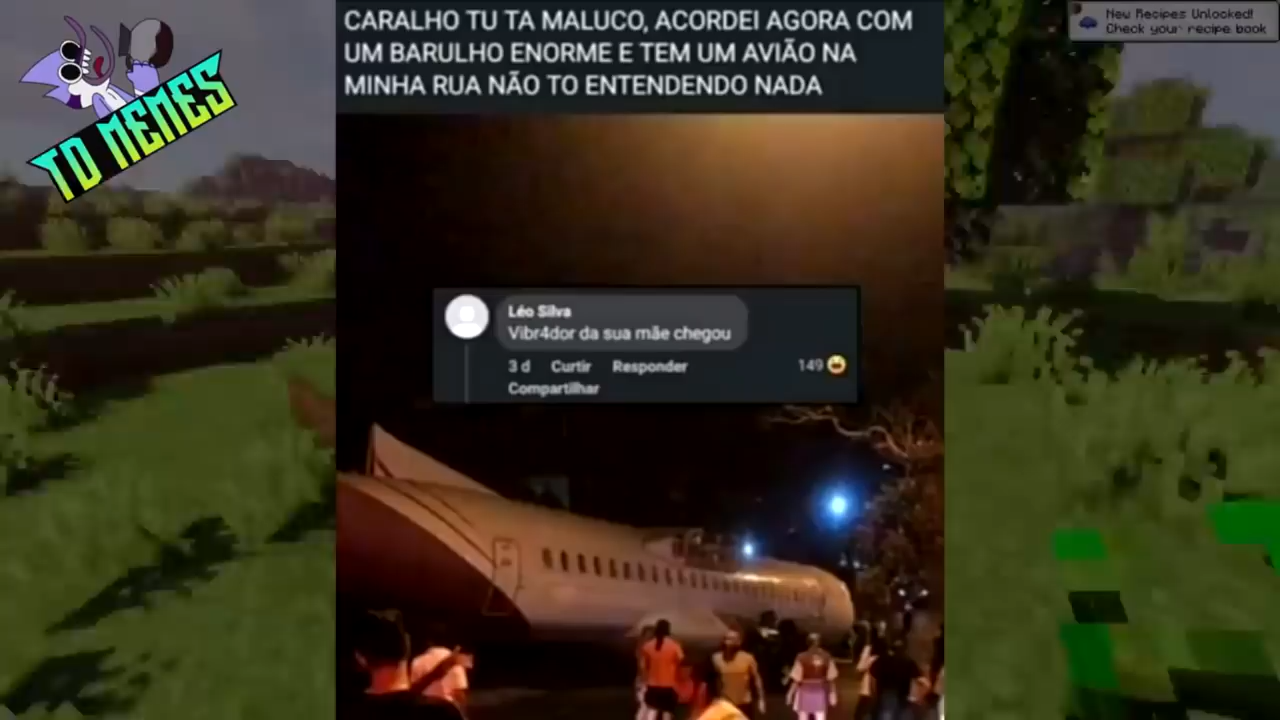 CARALHO TU TA MALUCO, ACORDEI AGORA COM
UM BARULHO ENORME E TEM UM AVIÃO NA
MINHA RUA NÃO TO ENTENDENDO NADA
TD MEMES
New Recipes Unlocked!
Check your recipe book
Léo Silva
Vibr4dor da sua mãe chegou
3 d Curtir Responder 149
Compartilhar